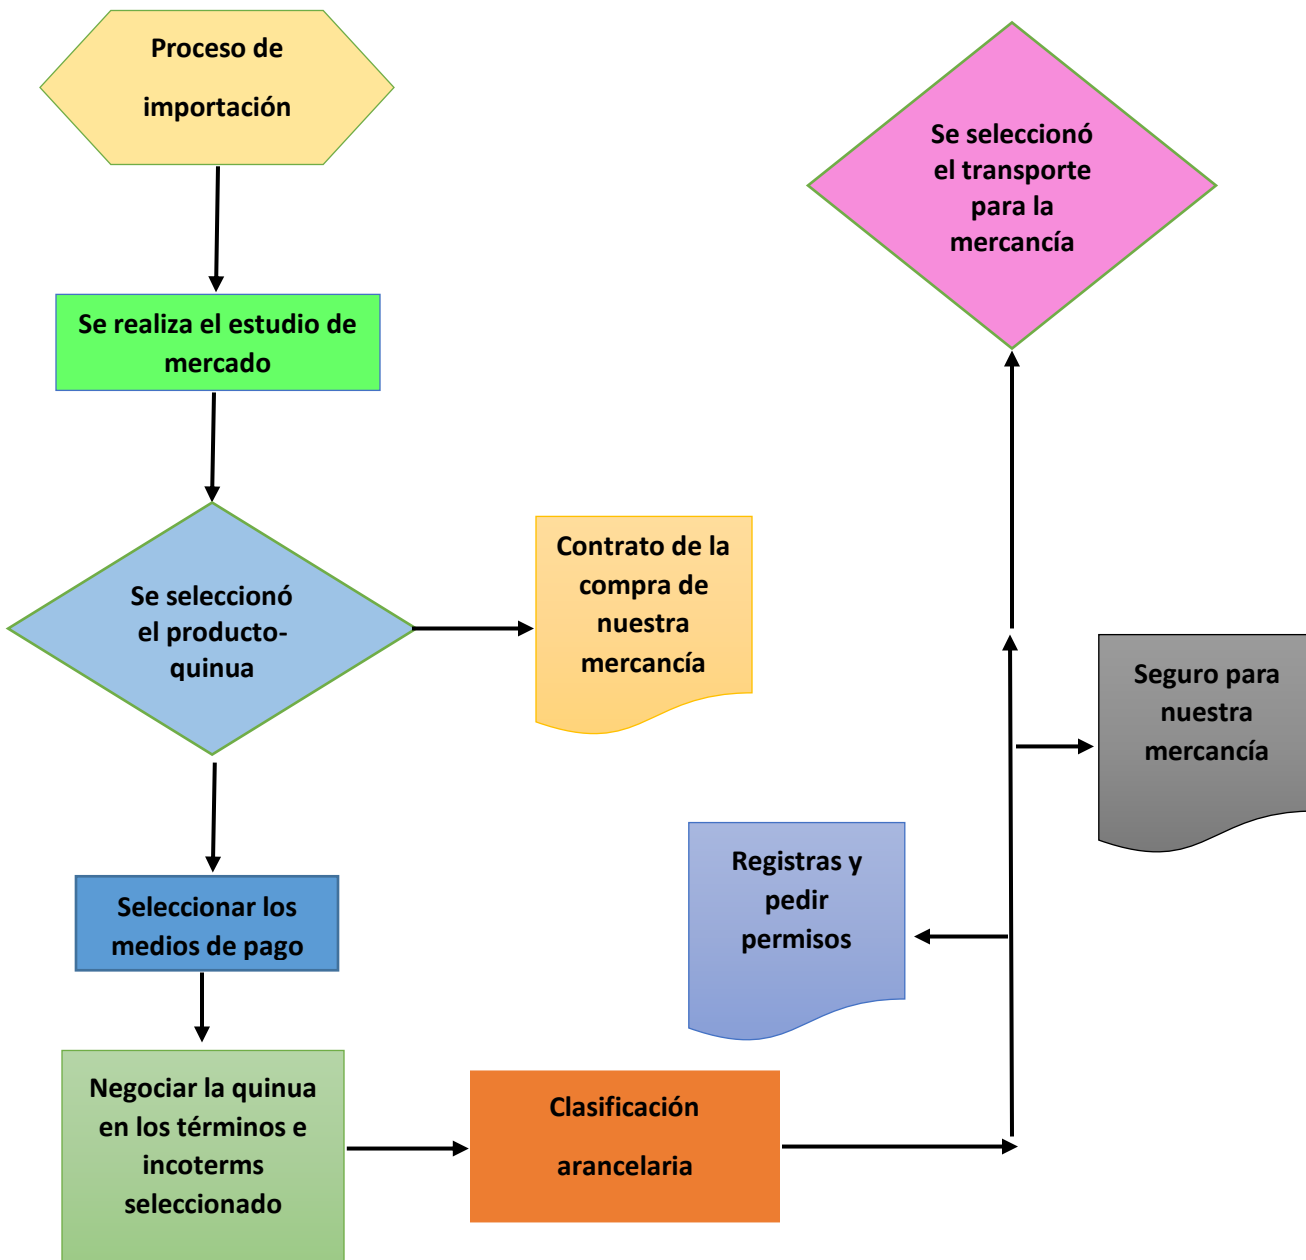 Proceso de
importación
Se realiza el estudio de
mercado
Se seleccionó
el producto-
quinua
Contrato de la
compra de
nuestra
mercancía
Seleccionar los
medios de pago
Negociar la quinua
en los términos e
incoterms
seleccionado
Clasificación
arancelaria
Registras y
pedir
permisos
Seguro para
nuestra
mercancía
Se seleccionó
el transporte
para la
mercancía